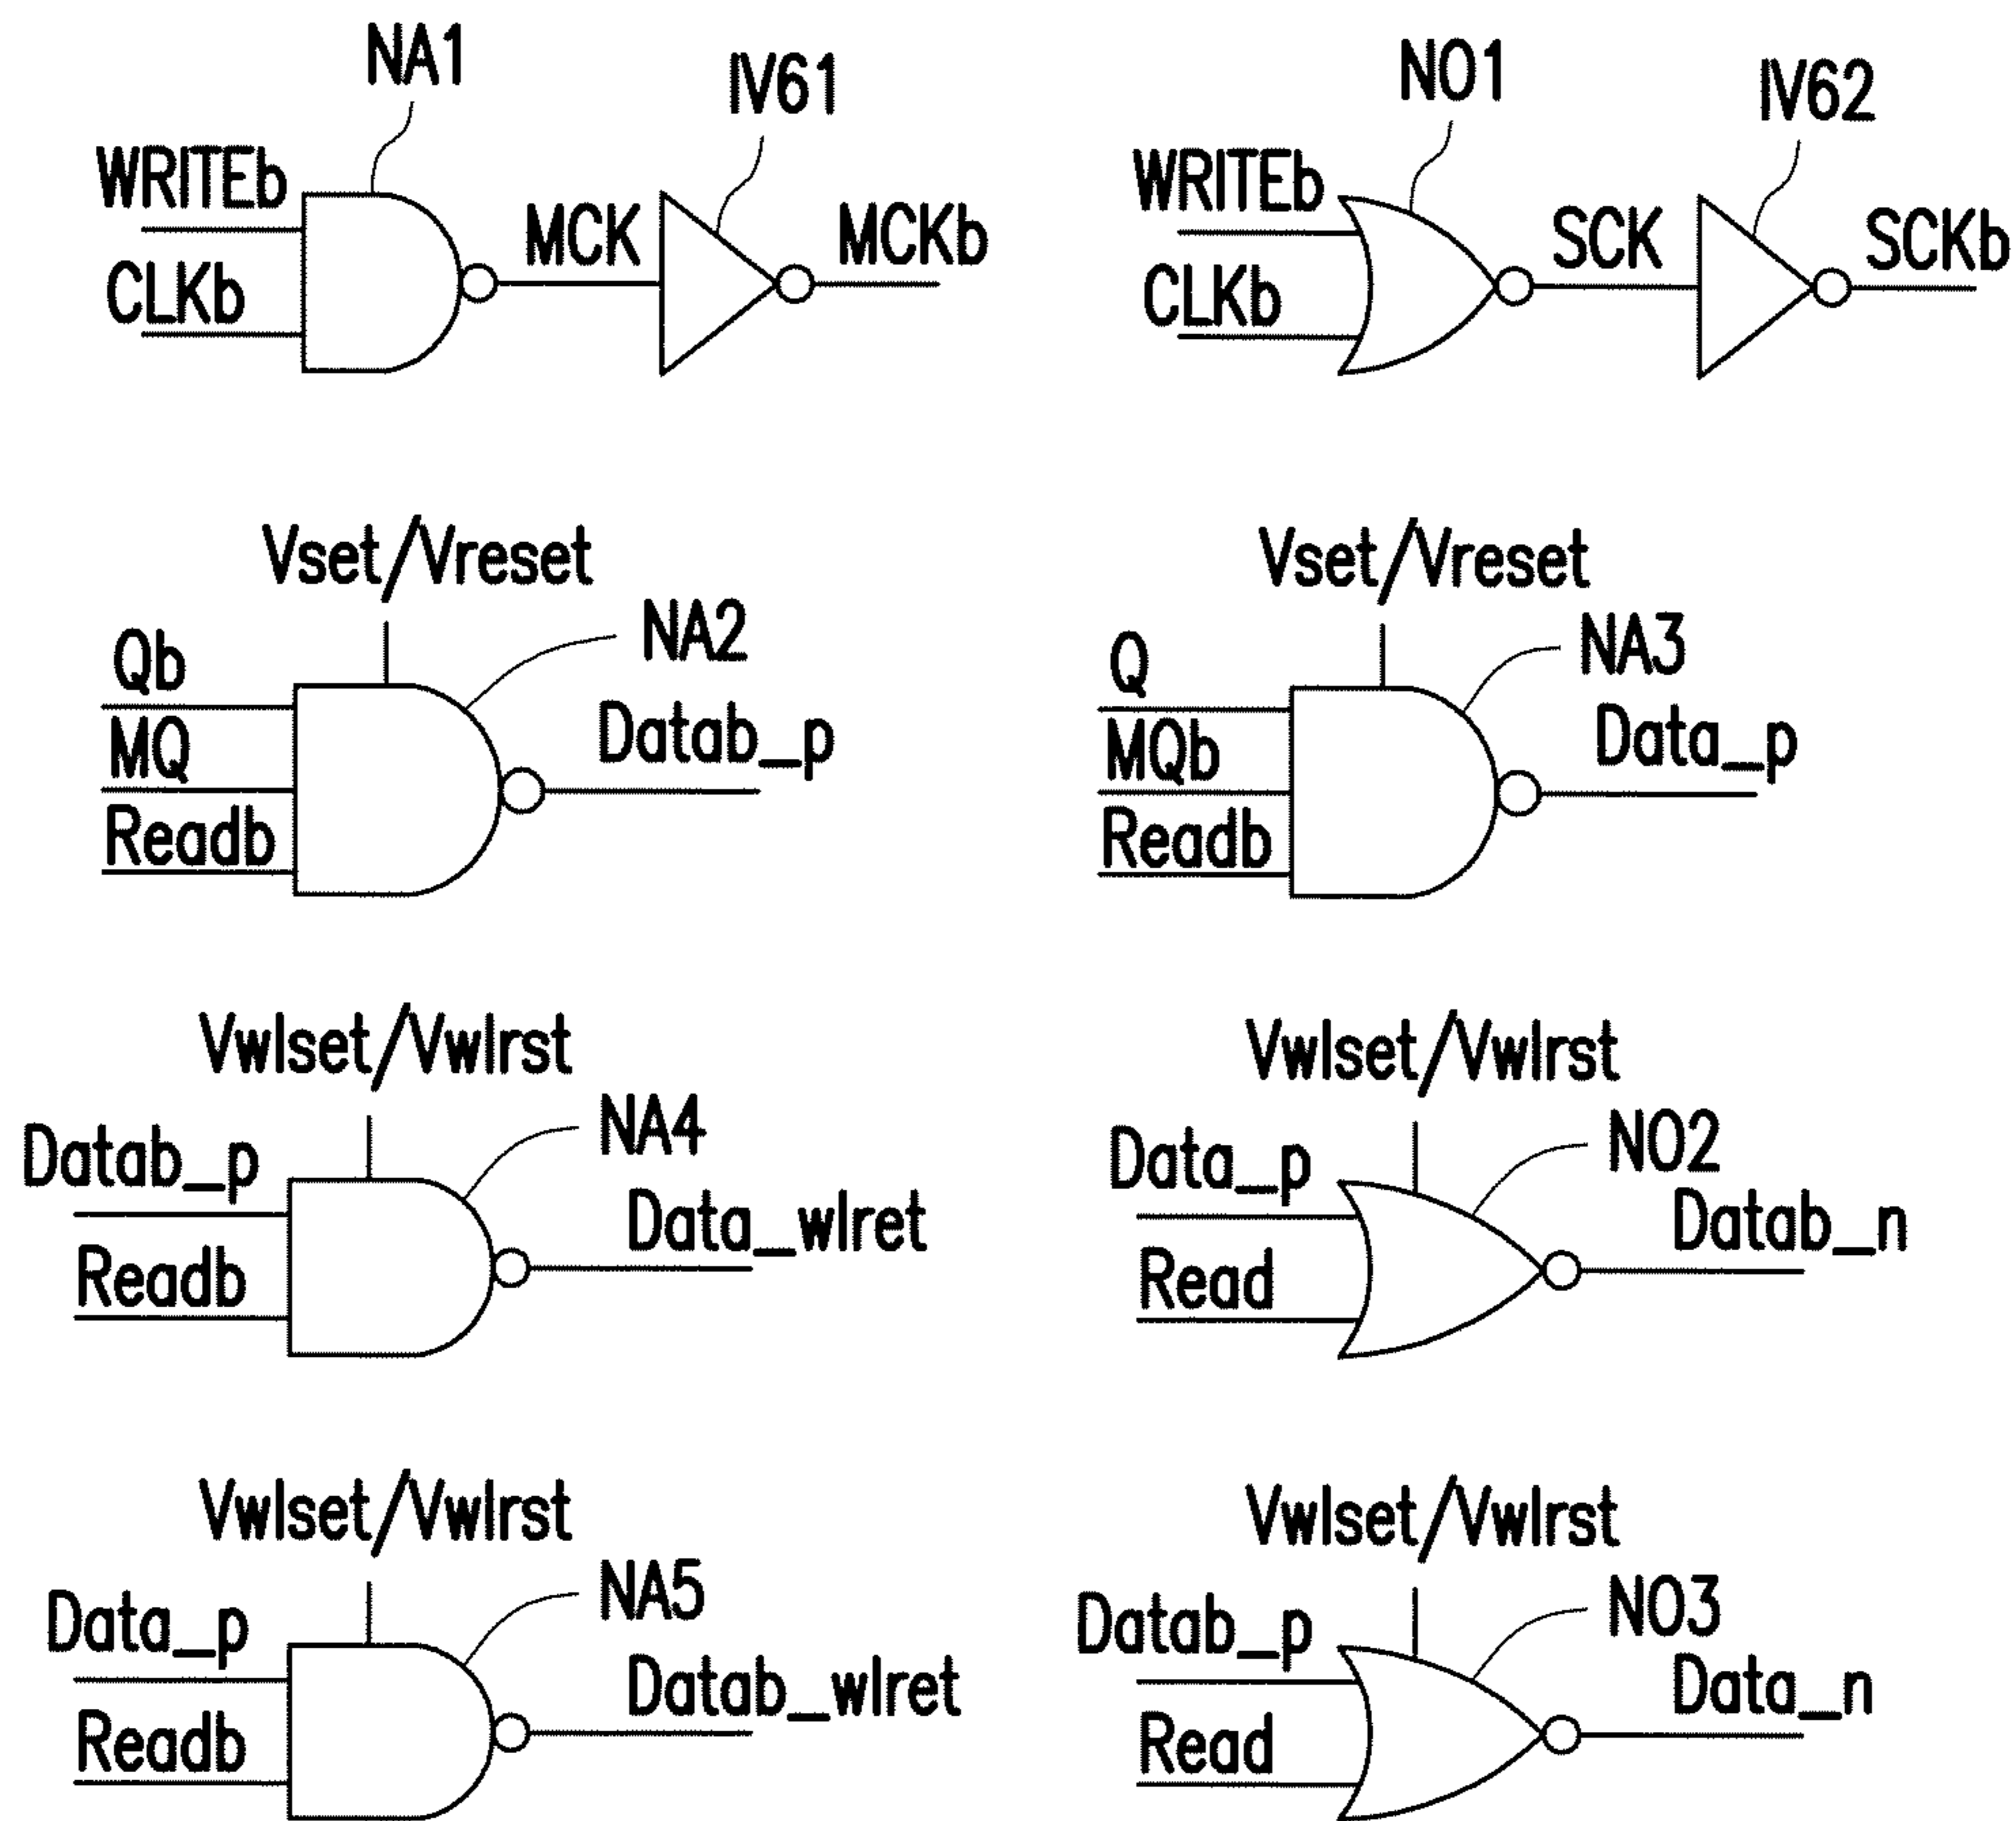 NA1
IV61
WRITEb
CLKb
MCK
MCKb
NO1
IV62
WRITEb
CLKb
SCK
SCKb
Vset/Vreset
NA2
Qb
MQ
Readb
Datab_p
Vset/Vreset
NA3
Q
MQb
Readb
Data_p
Vwlset/Vwlrst
NA4
Datab_p
Readb
Data_wlret
Vwlset/Vwlrst
NO2
Data_p
Read
Datab_n
Vwlset/Vwlrst
NA5
Data_p
Readb
Datab_wlret
Vwlset/Vwlrst
NO3
Datab_p
Read
Data_n